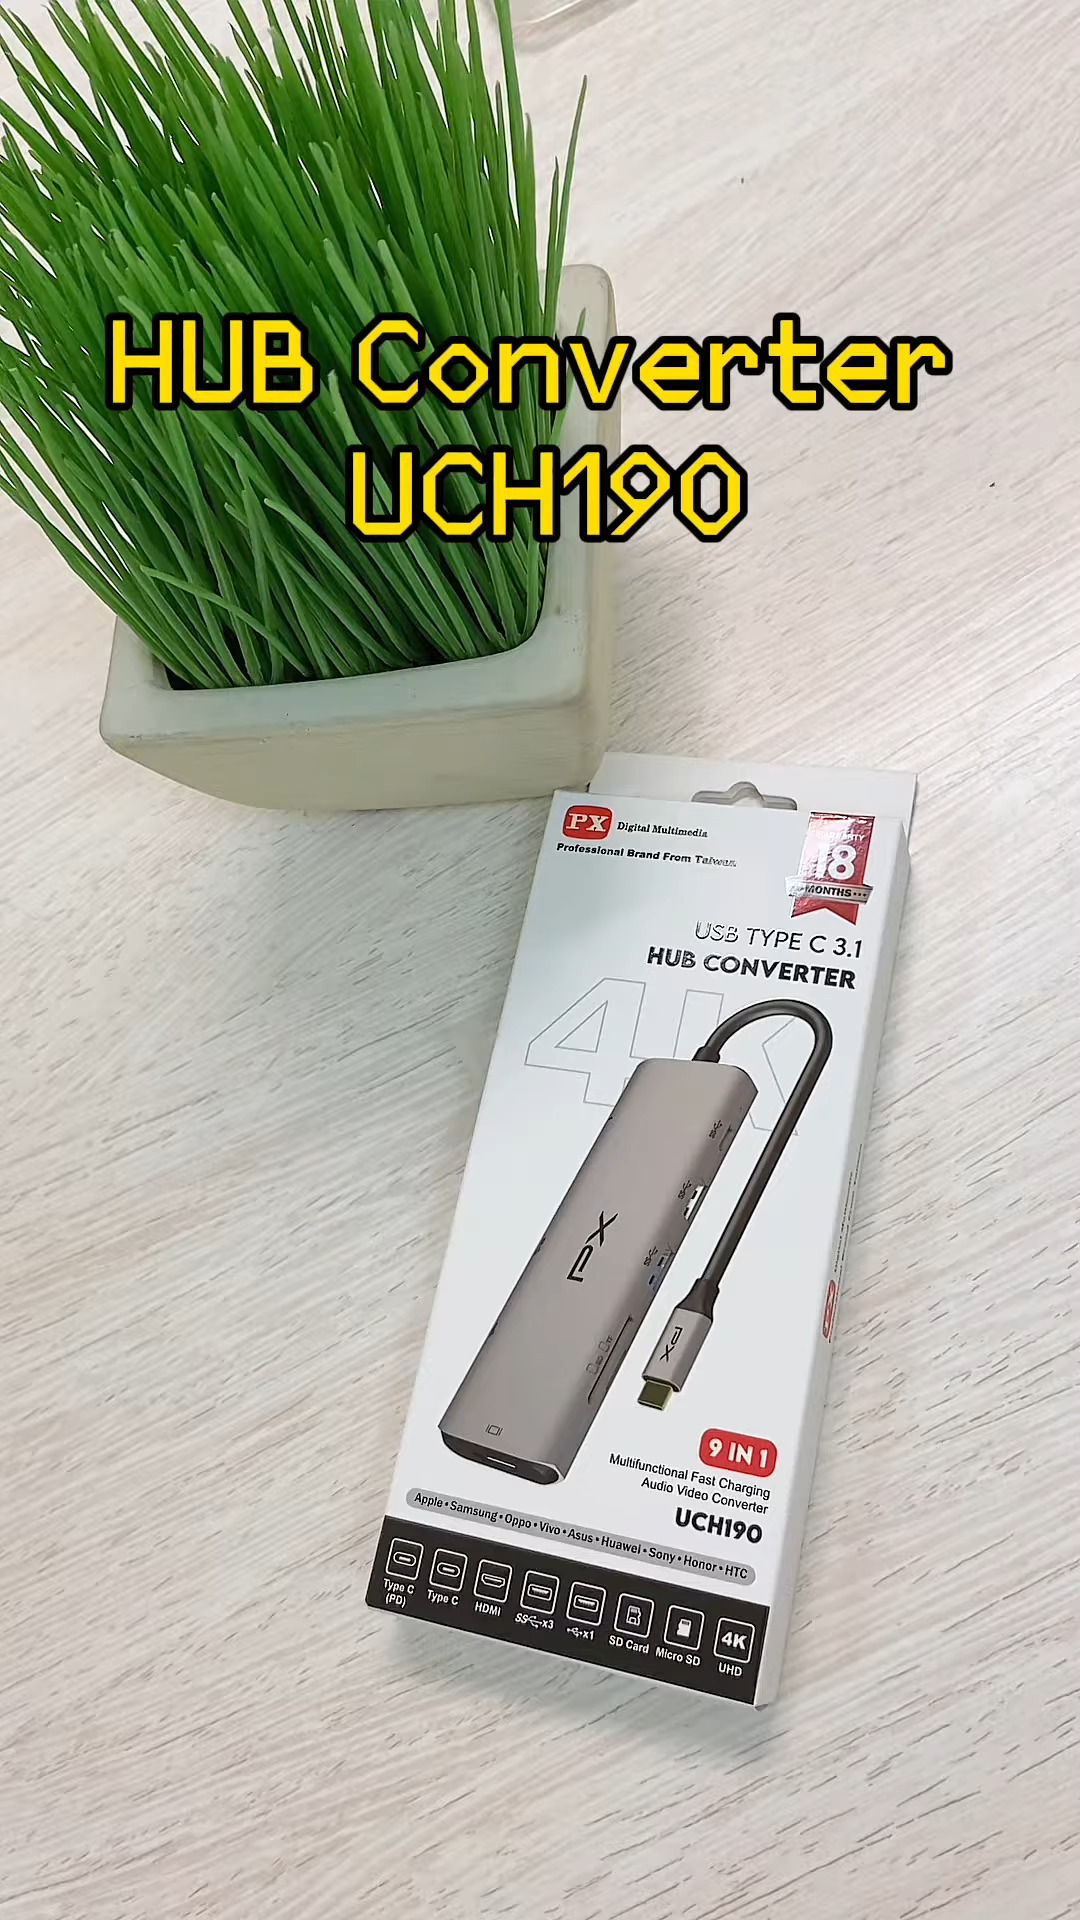 HUB Converter
UCH190
PX Digital Multimedia
Professional Brand From Taiwan.
WARRANTY
18
MONTHS
USB TYPE C 3.1
HUB CONVERTER
4K
PX
PX
9 IN 1
Multifunctional Fast Charging
Audio Video Converter
UCH190
Apple • Samsung • Oppo • Vivo • Asus • Huawei • Sony • Honor • HTC
Type C
(PD)
Type C
HDMI
SS x3
x1
SD Card
Micro SD
4K
UHD